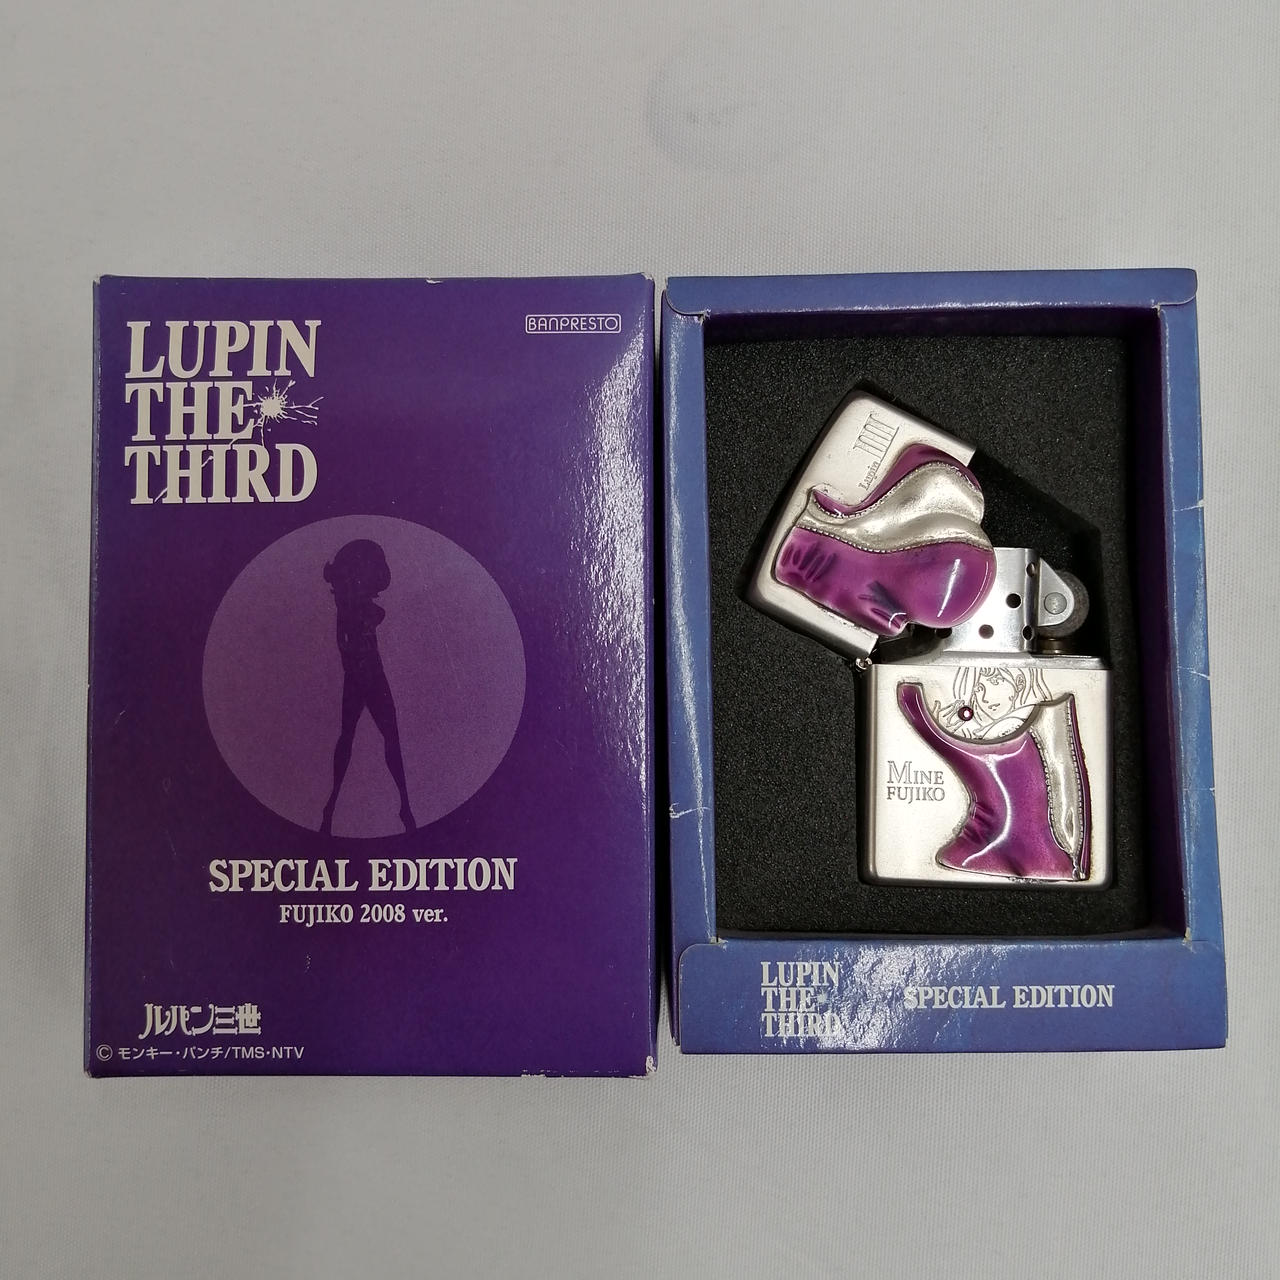 LUPIN
THE
THIRD
BANPRESTO
SPECIAL EDITION
FUJIKO 2008 ver.
ルパン三世
© モンキー・パンチ/TMS・NTV
Lupin III
MINE
FUJIKO
LUPIN
THE
THIRD
SPECIAL EDITION